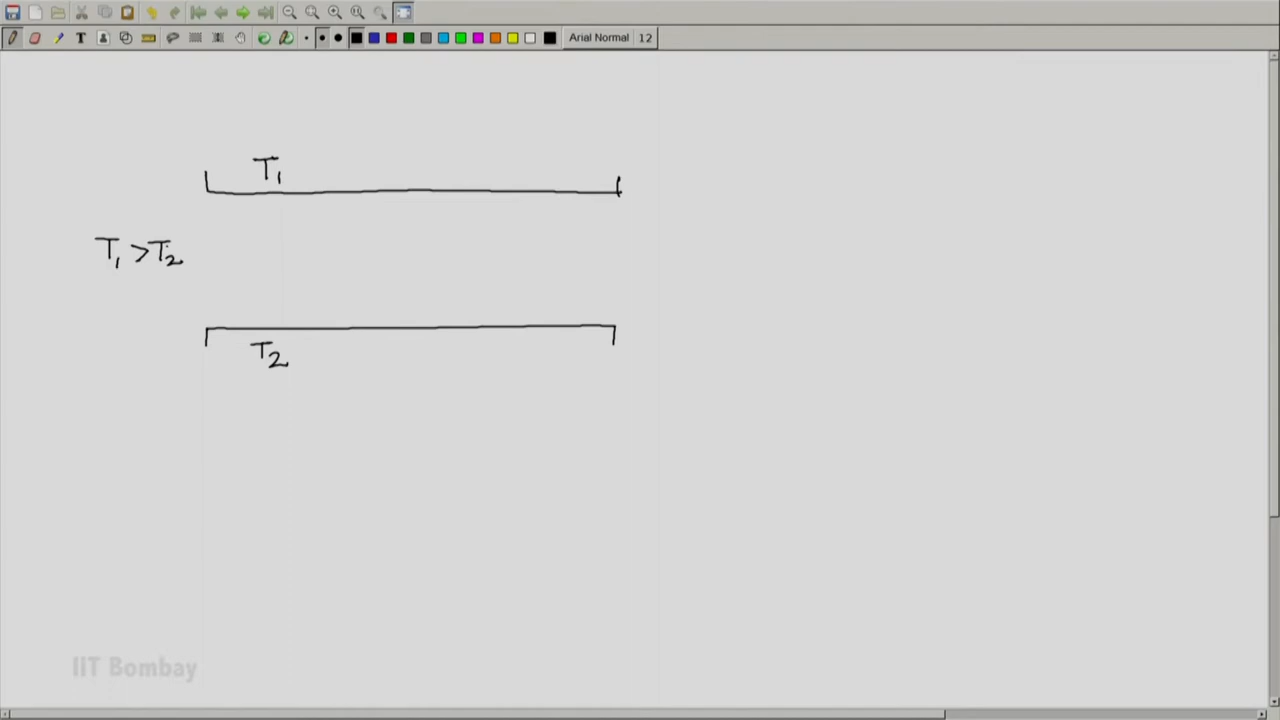 Arial Normal 12
T₁
T₁ > T₂
T₂
IIT Bombay